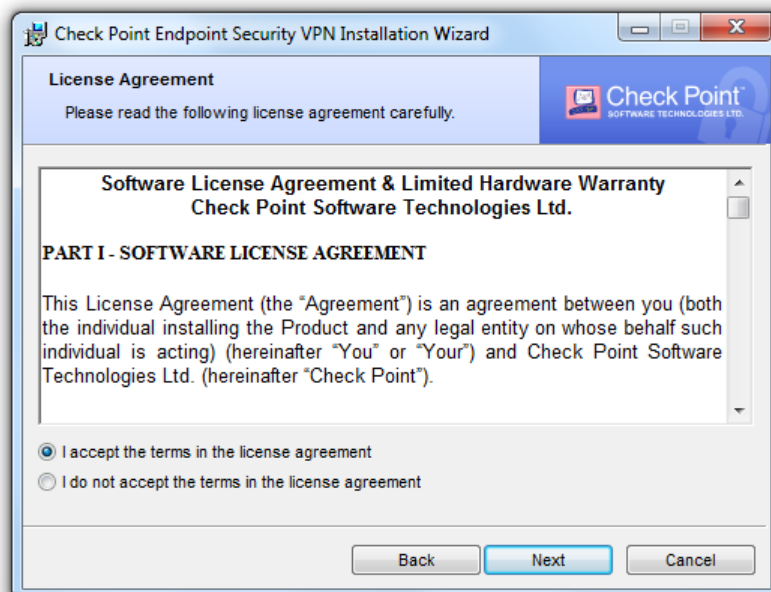 Check Point Endpoint Security VPN Installation Wizard
License Agreement
Please read the following license agreement carefully.
Check Point™
SOFTWARE TECHNOLOGIES LTD.
Software License Agreement & Limited Hardware Warranty
Check Point Software Technologies Ltd.
PART I - SOFTWARE LICENSE AGREEMENT
This License Agreement (the “Agreement”) is an agreement between you (both
the individual installing the Product and any legal entity on whose behalf such
individual is acting) (hereinafter “You” or “Your”) and Check Point Software
Technologies Ltd. (hereinafter “Check Point”).
I accept the terms in the license agreement
I do not accept the terms in the license agreement
Back
Next
Cancel